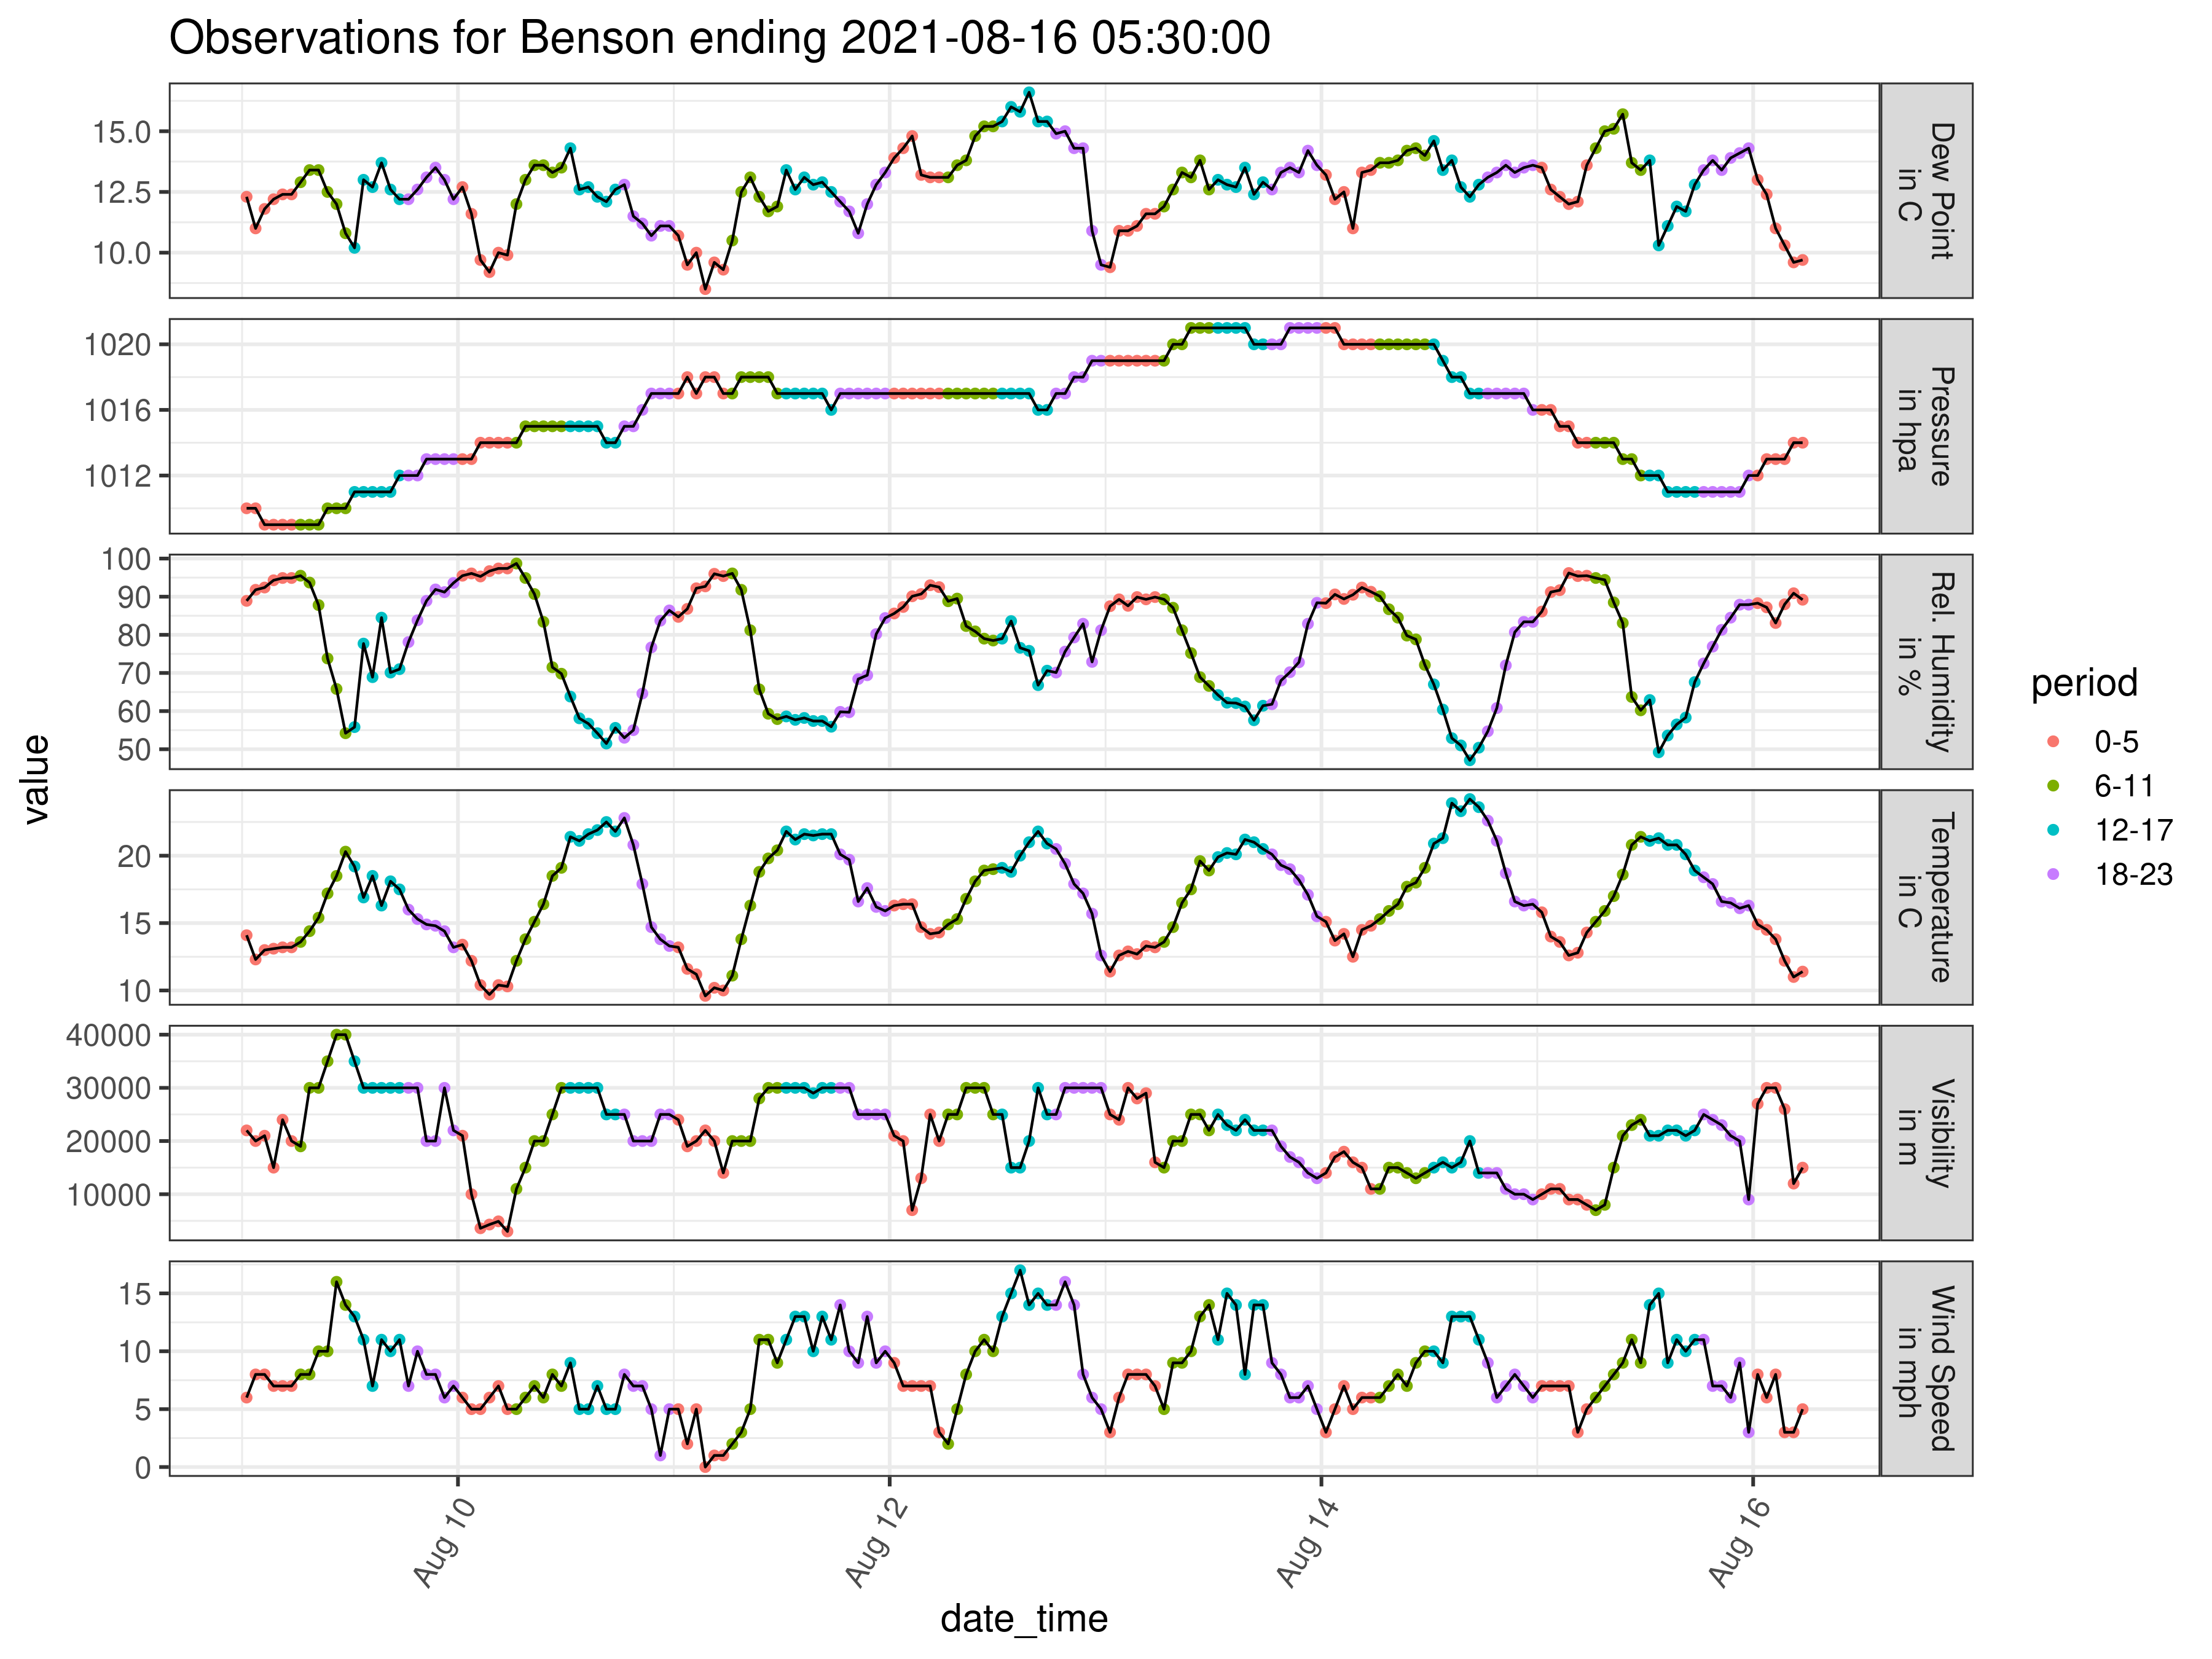 Observations for Benson ending 2021-08-16 05:30:00
value
15.0
12.5
10.0
Dew Point
in C
1020
1016
1012
Pressure
in hpa
100
90
80
70
60
50
Rel. Humidity
in %
20
15
10
Temperature
in C
40000
30000
20000
10000
Visibility
in m
15
10
5
0
Wind Speed
in mph
Aug 10
Aug 12
Aug 14
Aug 16
date_time
period
0-5
6-11
12-17
18-23